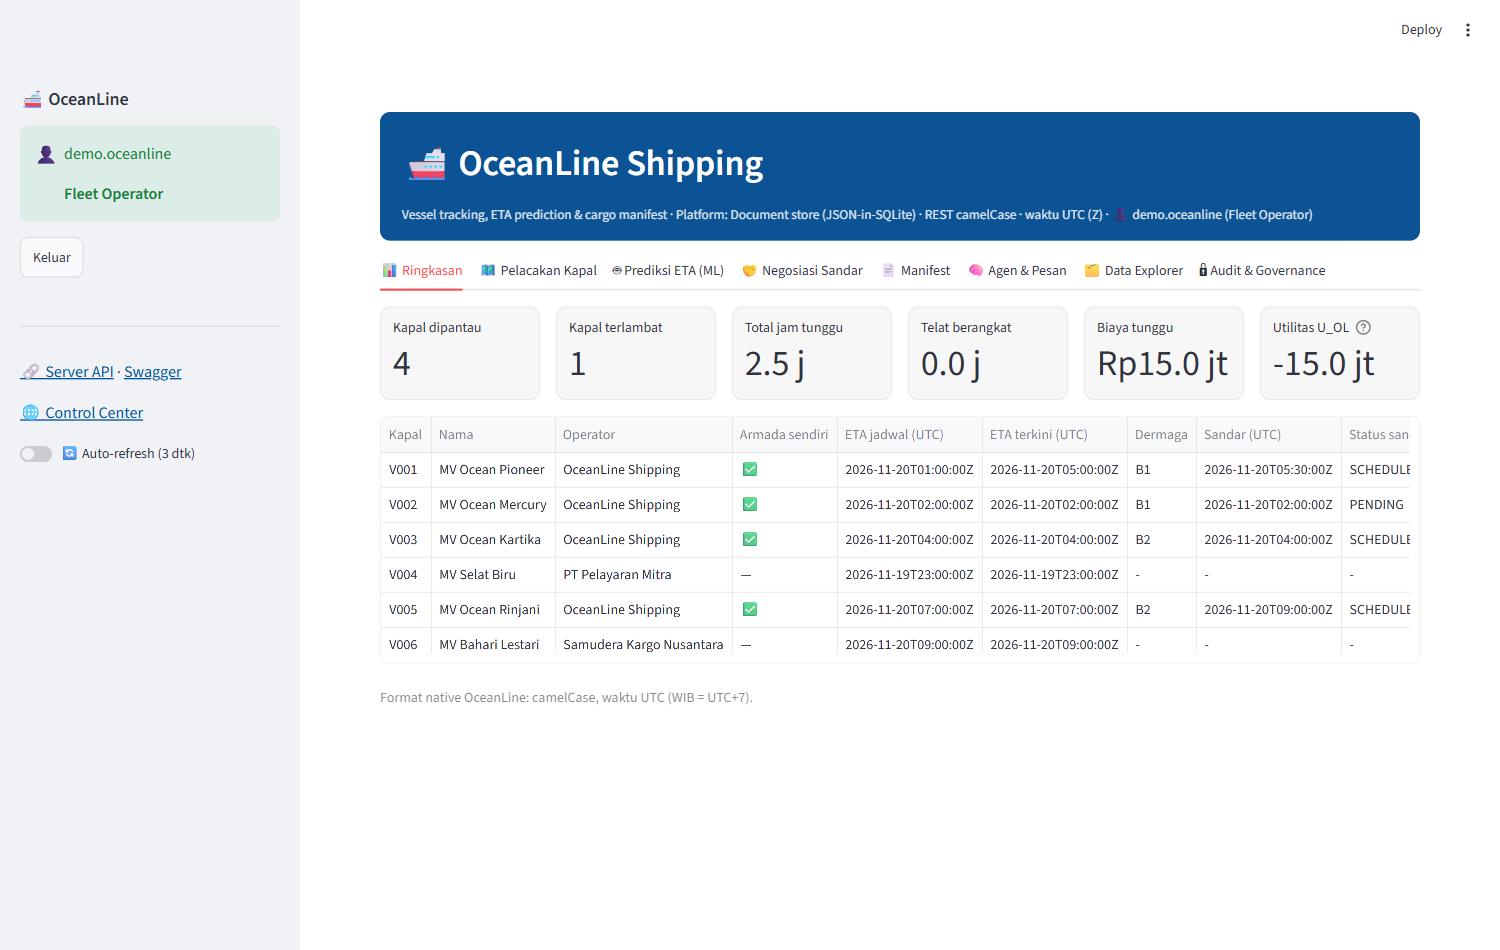 Deploy
OceanLine
demo.oceanline
Fleet Operator
Keluar
Server API · Swagger
Control Center
Auto-refresh (3 dtk)
OceanLine Shipping
Vessel tracking, ETA prediction & cargo manifest · Platform: Document store (JSON-in-SQLite) · REST camelCase · waktu UTC (Z) · demo.oceanline (Fleet Operator)
Ringkasan Pelacakan Kapal Prediksi ETA (ML) Negosiasi Sandar Manifest Agen & Pesan Data Explorer Audit & Governance
Kapal dipantau Kapal terlambat Total jam tunggu Telat berangkat Biaya tunggu Utilitas U_OL
4 1 2.5 j 0.0 j Rp15.0 jt -15.0 jt
Kapal Nama Operator Armada sendiri ETA jadwal (UTC) ETA terkini (UTC) Dermaga Sandar (UTC) Status san
V001 MV Ocean Pioneer OceanLine Shipping ✅ 2026-11-20T01:00:00Z 2026-11-20T05:00:00Z B1 2026-11-20T05:30:00Z SCHEDULE
V002 MV Ocean Mercury OceanLine Shipping ✅ 2026-11-20T02:00:00Z 2026-11-20T02:00:00Z B1 2026-11-20T02:00:00Z PENDING
V003 MV Ocean Kartika OceanLine Shipping ✅ 2026-11-20T04:00:00Z 2026-11-20T04:00:00Z B2 2026-11-20T04:00:00Z SCHEDULE
V004 MV Selat Biru PT Pelayaran Mitra — 2026-11-19T23:00:00Z 2026-11-19T23:00:00Z - - -
V005 MV Ocean Rinjani OceanLine Shipping ✅ 2026-11-20T07:00:00Z 2026-11-20T07:00:00Z B2 2026-11-20T09:00:00Z SCHEDULE
V006 MV Bahari Lestari Samudera Kargo Nusantara — 2026-11-20T09:00:00Z 2026-11-20T09:00:00Z - - -
Format native OceanLine: camelCase, waktu UTC (WIB = UTC+7).